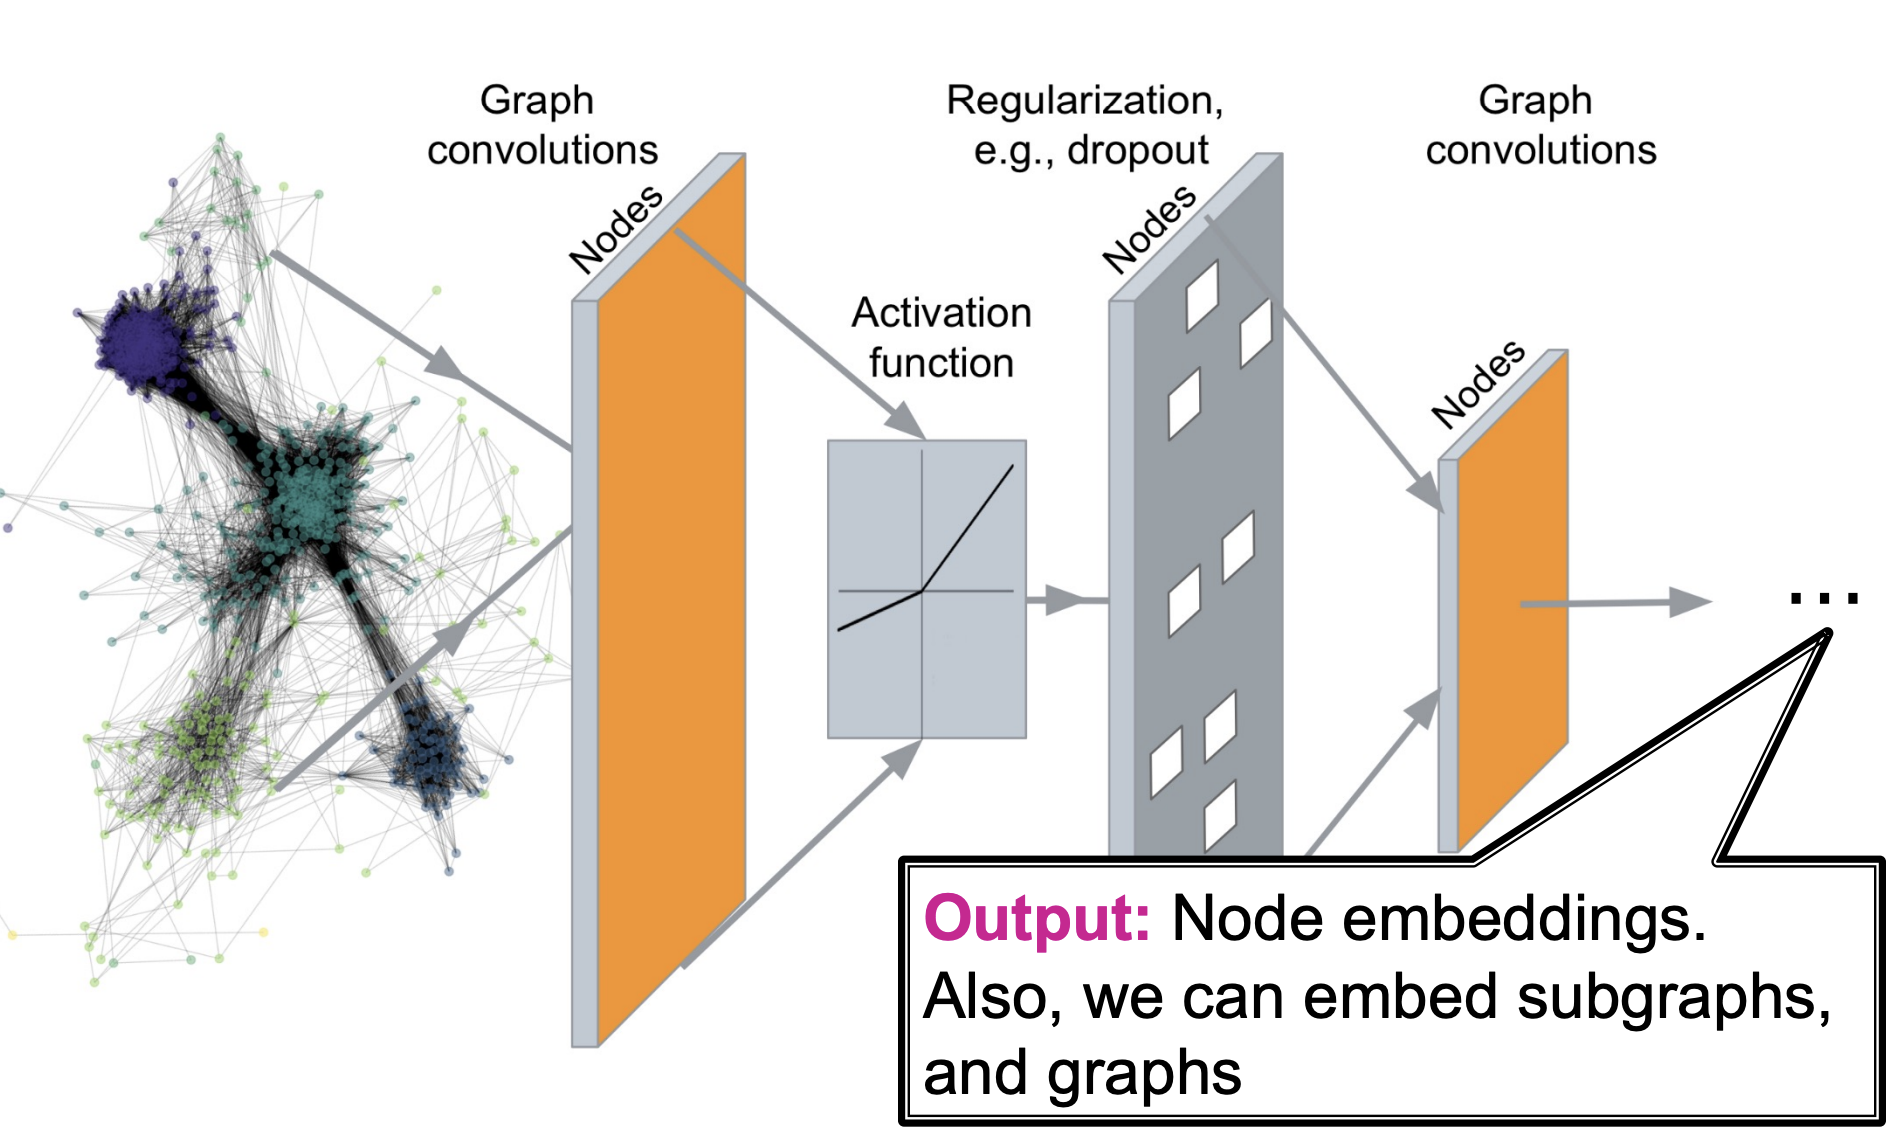 Graph
convolutions
Nodes
Activation
function
Regularization,
e.g., dropout
Nodes
Graph
convolutions
Nodes
...
Output: Node embeddings.
Also, we can embed subgraphs,
and graphs